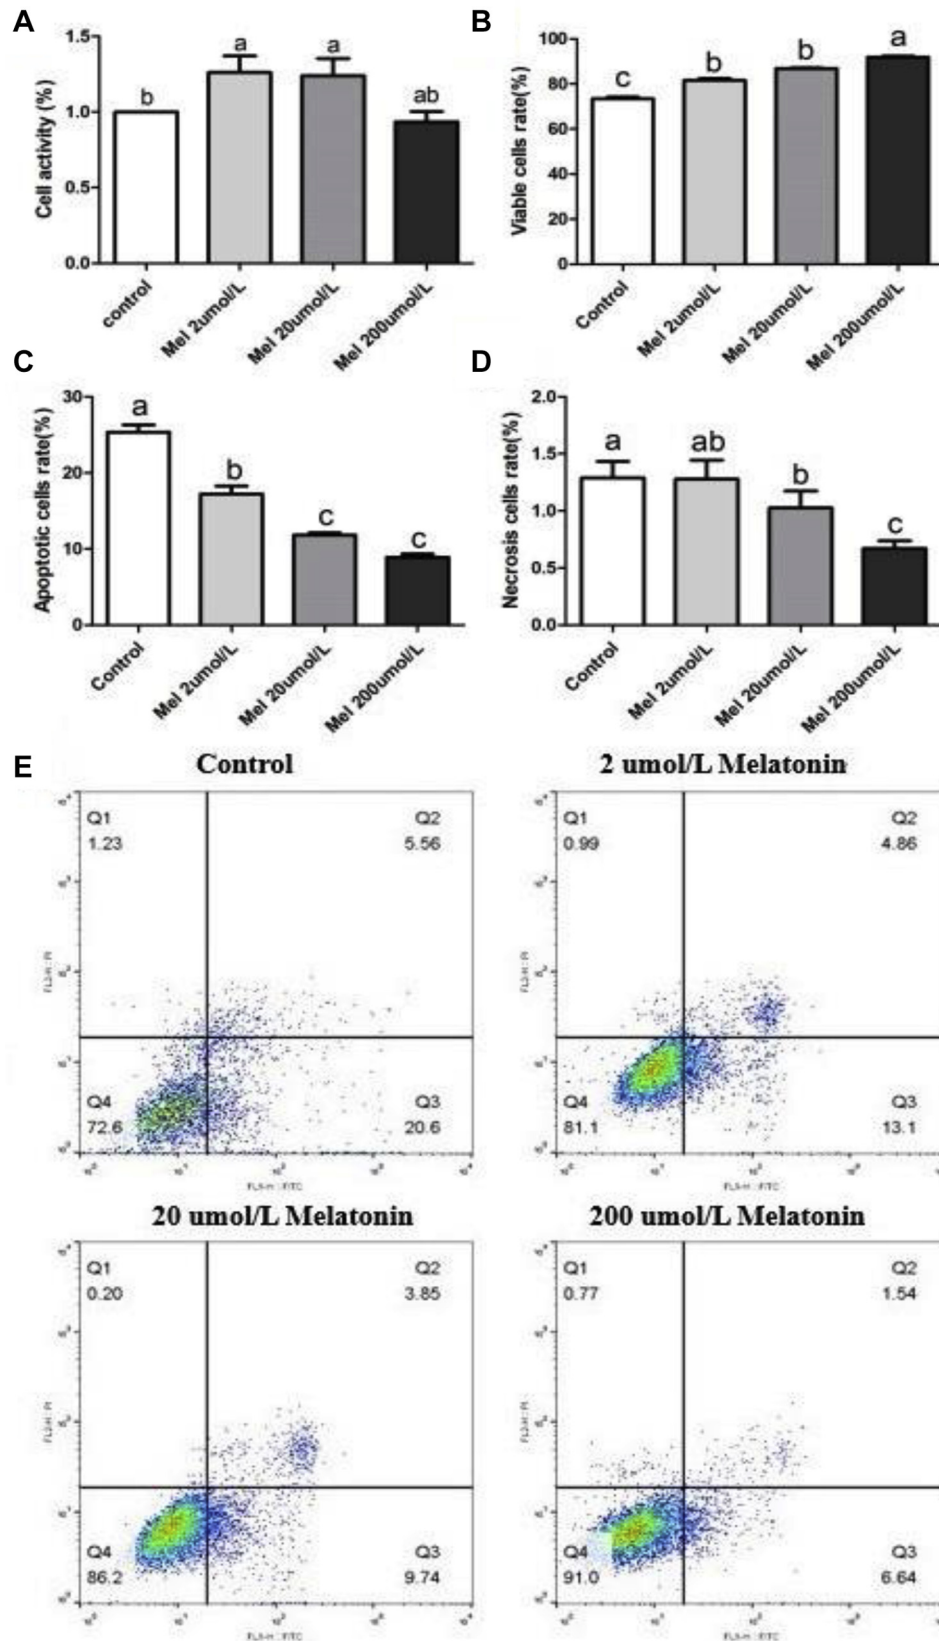 A
Cell activity (%)
1.5
1.0
0.5
0.0
b
a
a
ab
control
Mel 2umol/L
Mel 20umol/L
Mel 200umol/L
B
Viable cells rate(%)
100
80
60
40
20
0
c
b
b
a
Control
Mel 2umol/L
Mel 20umol/L
Mel 200umol/L
C
Apoptotic cells rate(%)
30
20
10
0
a
b
c
c
Control
Mel 2umol/L
Mel 20umol/L
Mel 200umol/L
D
Necrosis cells rate(%)
2.0
1.5
1.0
0.5
0.0
a
ab
b
c
Control
Mel 2umol/L
Mel 20umol/L
Mel 200umol/L
E
Control
Q1
1.23
Q2
5.56
Q4
72.6
Q3
20.6
2 umol/L Melatonin
Q1
0.99
Q2
4.86
Q4
81.1
Q3
13.1
20 umol/L Melatonin
Q1
0.20
Q2
3.85
Q4
86.2
Q3
9.74
200 umol/L Melatonin
Q1
0.77
Q2
1.54
Q4
91.0
Q3
6.64